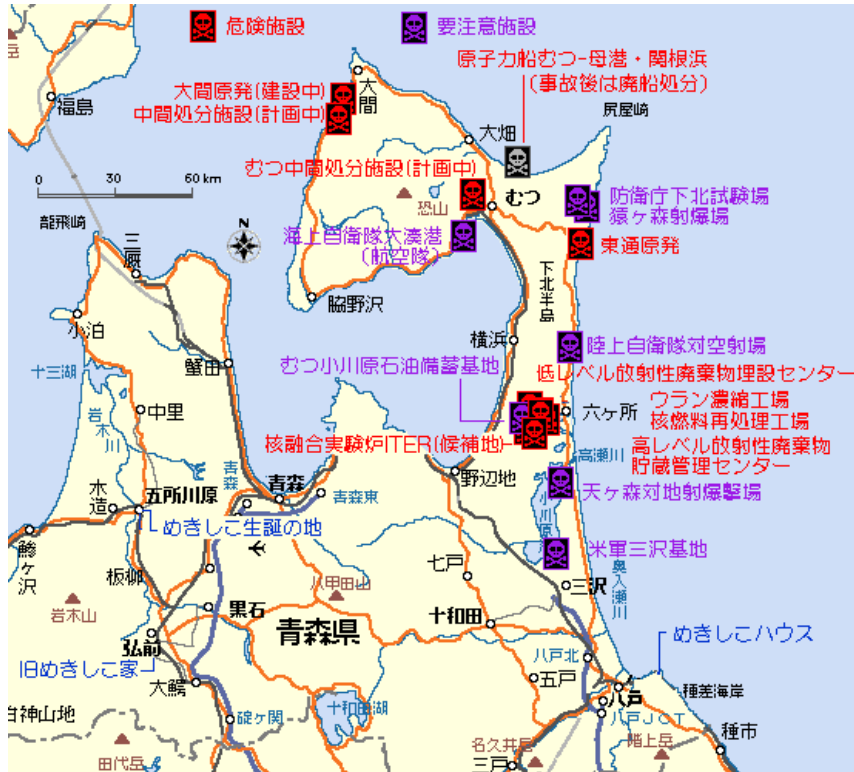 危険施設
要注意施設
原子力船むつ-母港・関根浜
(事故後は廃船処分)
大間原発(建設中)
中間処分施設(計画中)
大間
福島
尻屋崎
大畑
むつ中間処分施設(計画中)
むつ
恐山
防衛庁下北試験場
猿ヶ森射爆場
0 30 60 km
龍飛崎
N
海上自衛隊大湊港
(航空隊)
東通原発
三厩
下北半島
脇野沢
小泊
横浜
陸上自衛隊対空射場
十三湖
蟹田
むつ小川原石油備蓄基地
低レベル放射性廃棄物埋設センター
ウラン濃縮工場
六ヶ所
核燃料再処理工場
中里
岩木川
核融合実験炉ITER(候補地)
高レベル放射性廃棄物
貯蔵管理センター
高瀬川
野辺地
青森
青森
青森東
木造
五所川原
めきしこ生誕の地
小川原
天ヶ森対地射爆撃場
鰺ヶ沢
米軍三沢基地
板柳
七戸
八甲田山
三沢
奥入瀬川
岩木山
黒石
十和田
青森県
弘前
めきしこハウス
旧めきしこ家
八戸北
大鰐
五戸
八戸
種差海岸
十和田湖
白神山地
碇ヶ関
八戸JCT
名久井岳
階上岳
種市
田代岳
三戸